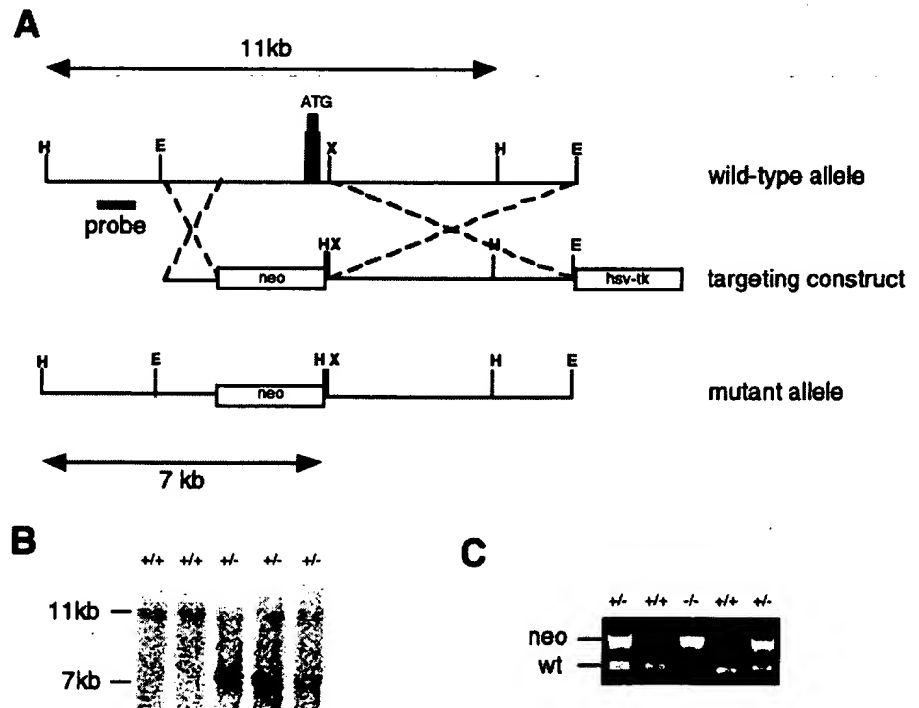 A
11kb
ATG
H E X H E
wild-type allele
probe
HX H E
neo hsv-tk
targeting construct
H E H X H E
neo
mutant allele
7 kb
B
+/+ +/+ +/- +/- +/-
11kb
7kb
C
+/- +/+ -/- +/+ +/-
neo
wt